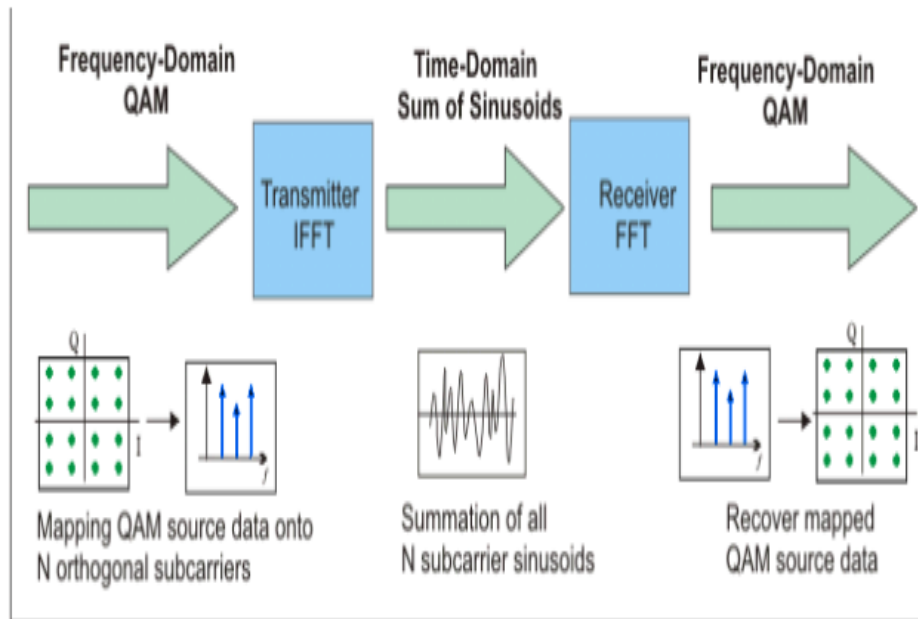 Frequency-Domain
QAM
Time-Domain
Sum of Sinusoids
Frequency-Domain
QAM
Transmitter
IFFT
Receiver
FFT
Q
I
f
Q
I
f
Mapping QAM source data onto
N orthogonal subcarriers
Summation of all
N subcarrier sinusoids
Recover mapped
QAM source data